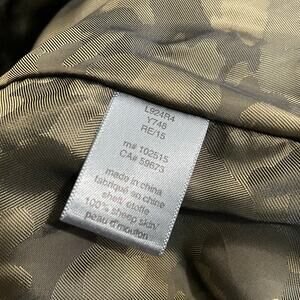 L924R4
Y748
RE/15
rn# 102515
CA# 59873
made in china
fabriqué en chine
shell, étoffe
100% sheep skin/
peau d'mouton